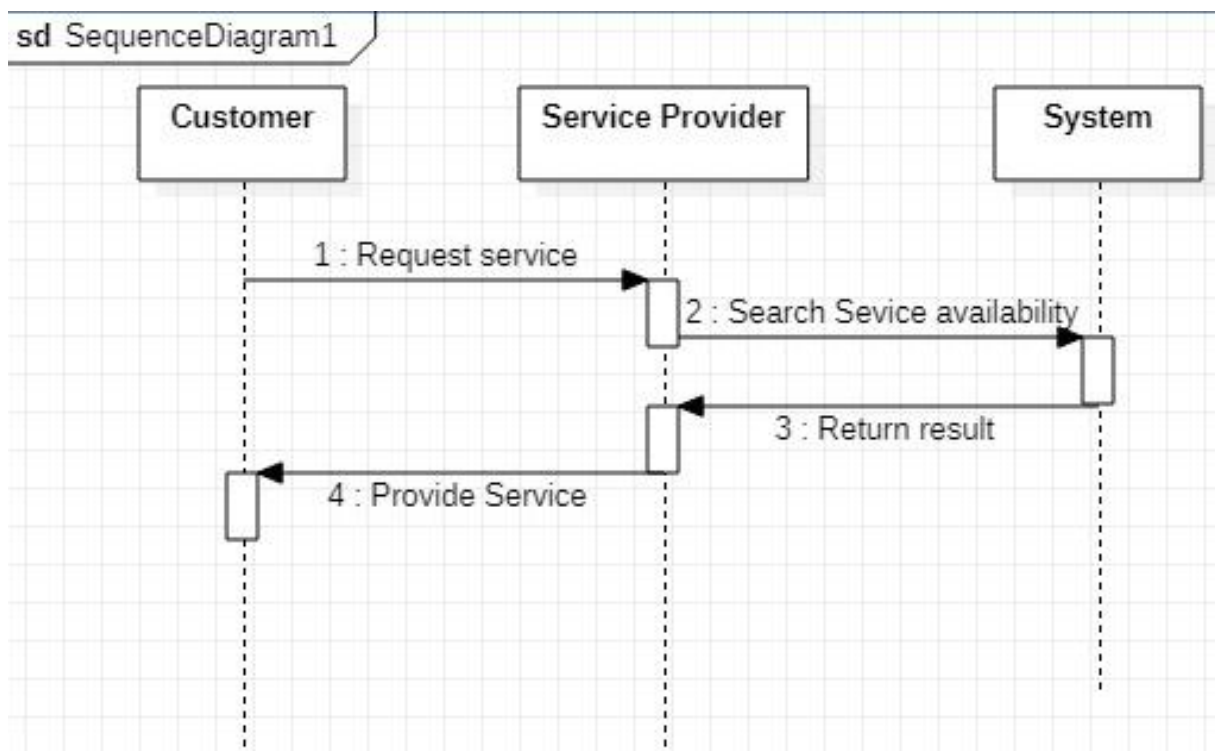 sd SequenceDiagram1
Customer
Service Provider
System
1 : Request service
2 : Search Sevice availability
3 : Return result
4 : Provide Service